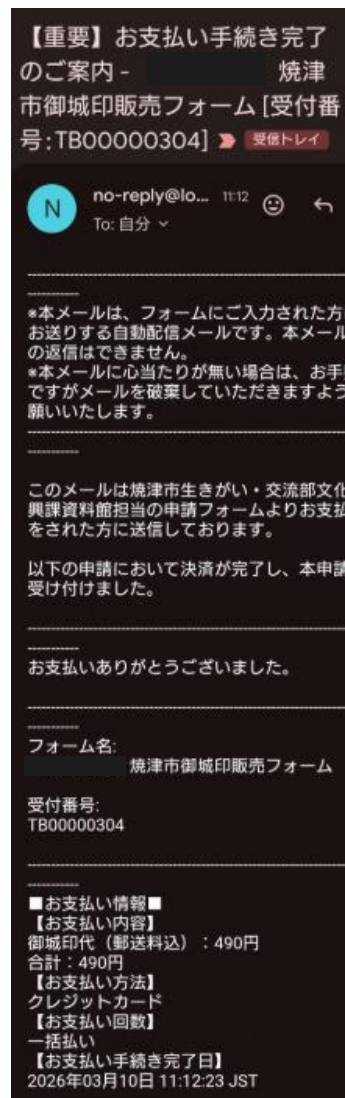 【重要】お支払い手続き完了
のご案内 - 焼津
市御城印販売フォーム [受付番
号:TB00000304] 受信トレイ
N
no-reply@lo... 11:12
To: 自分
----------
*本メールは、フォームにご入力された方
お送りする自動配信メールです。本メール
の返信はできません。
*本メールに心当たりが無い場合は、お手
ですがメールを破棄していただきますよう
願いいたします。
----------
このメールは焼津市生きがい・交流部文化
興課資料館担当の申請フォームよりお支払
をされた方に送信しております。
以下の申請において決済が完了し、本申請
受け付けました。
----------
お支払いありがとうございました。
----------
フォーム名:
焼津市御城印販売フォーム
受付番号:
TB00000304
----------
■お支払い情報■
【お支払い内容】
御城印代（郵送料込）：490円
合計：490円
【お支払い方法】
クレジットカード
【お支払い回数】
一括払い
【お支払い手続き完了日】
2026年03月10日 11:12:23 JST